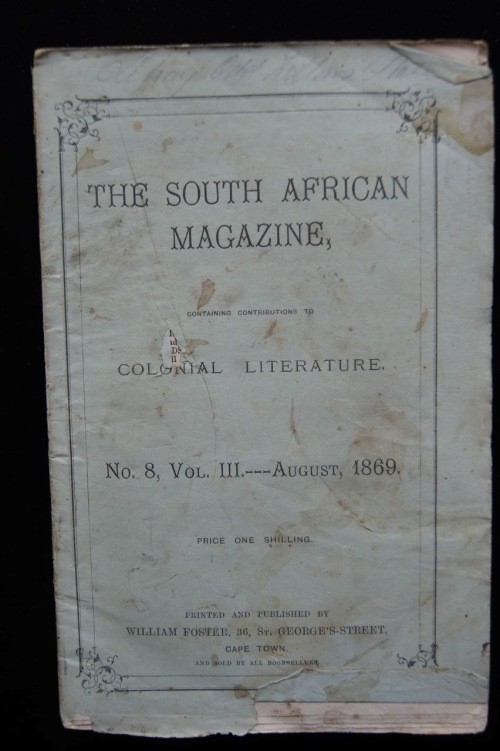 THE SOUTH AFRICAN
MAGAZINE,
CONTAINING CONTRIBUTIONS TO
COLONIAL LITERATURE.
No. 8, VOL. III.---AUGUST, 1869.
PRICE ONE SHILLING.
PRINTED AND PUBLISHED BY
WILLIAM FOSTER, 36, ST. GEORGE'S-STREET,
CAPE TOWN.
AND SOLD BY ALL BOOKSELLERS.